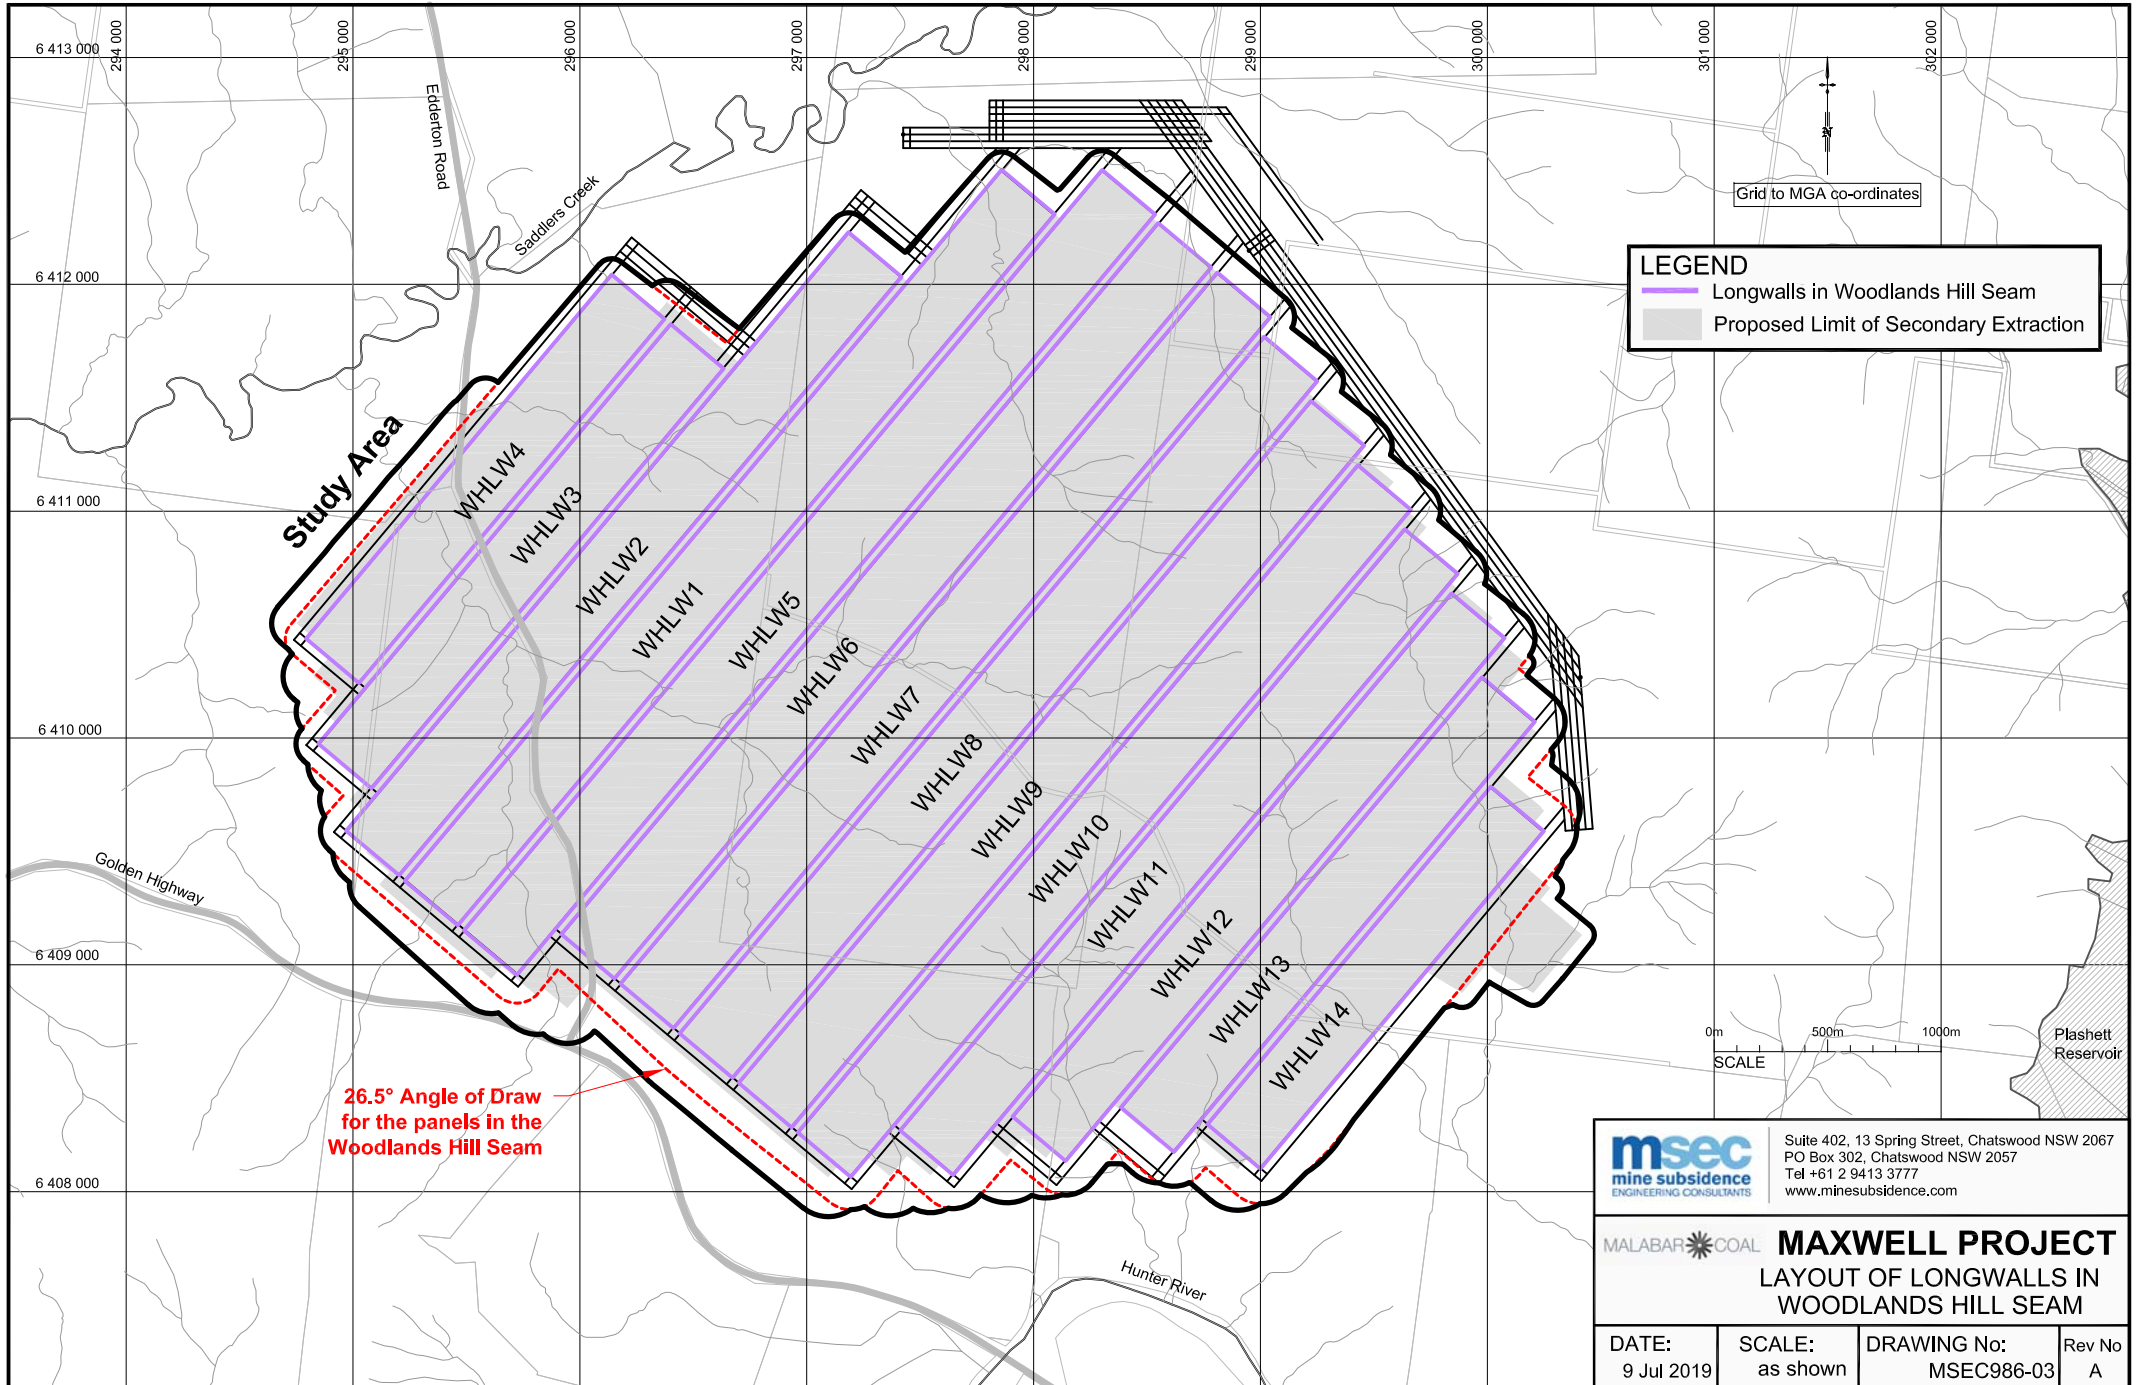 6 413 000
294 000
295 000
296 000
297 000
298 000
299 000
300 000
301 000
302 000
Edderton Road
Saddlers Creek
N
Grid to MGA co-ordinates
LEGEND
Longwalls in Woodlands Hill Seam
Proposed Limit of Secondary Extraction
6 412 000
Study Area
6 411 000
WHLW4
WHLW3
WHLW2
WHLW1
WHLW5
WHLW6
WHLW7
WHLW8
WHLW9
WHLW10
WHLW11
WHLW12
WHLW13
WHLW14
6 410 000
Golden Highway
6 409 000
0m 500m 1000m
SCALE
Plashett
Reservoir
26.5° Angle of Draw
for the panels in the
Woodlands Hill Seam
6 408 000
Hunter River
msec
mine subsidence
ENGINEERING CONSULTANTS
Suite 402, 13 Spring Street, Chatswood NSW 2067
PO Box 302, Chatswood NSW 2057
Tel +61 2 9413 3777
www.minesubsidence.com
MALABAR COAL
MAXWELL PROJECT
LAYOUT OF LONGWALLS IN
WOODLANDS HILL SEAM
DATE:
9 Jul 2019
SCALE:
as shown
DRAWING No:
MSEC986-03
Rev No
A